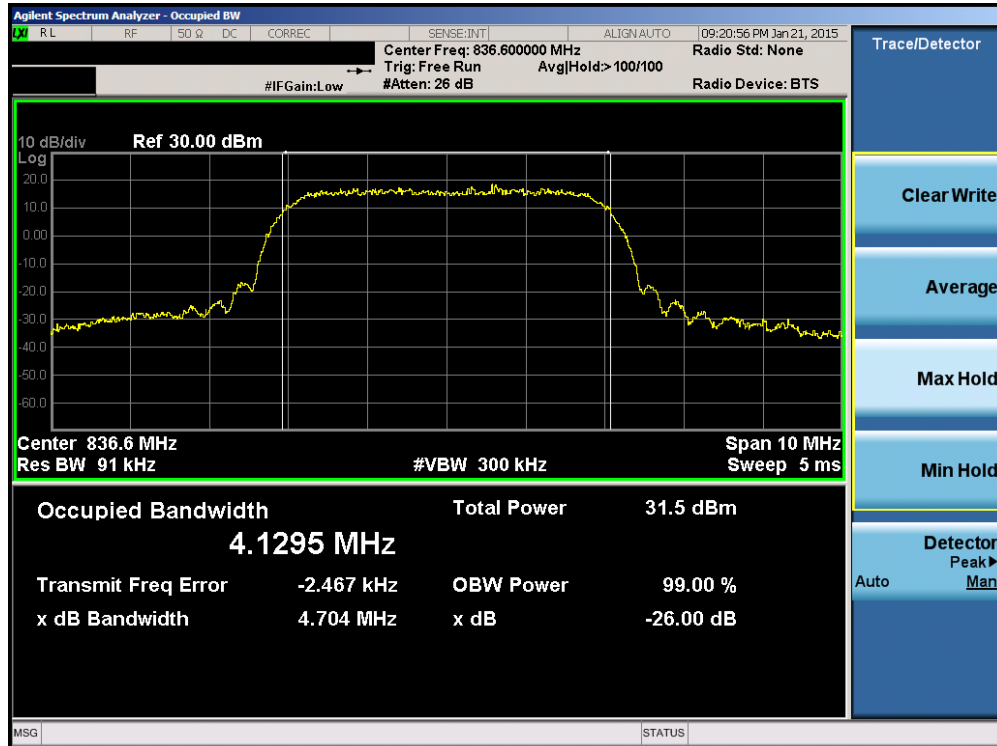 Agilent Spectrum Analyzer - Occupied BW
LXI RL RF 50 Ω DC CORREC SENSE:INT ALIGN AUTO 09:20:56 PM Jan 21, 2015
Center Freq: 836.600000 MHz Radio Std: None
Trig: Free Run Avg|Hold:> 100/100
#IFGain:Low #Atten: 26 dB Radio Device: BTS
10 dB/div Ref 30.00 dBm
Log
20.0
10.0
0.00
-10.0
-20.0
-30.0
-40.0
-50.0
-60.0
Center 836.6 MHz Span 10 MHz
Res BW 91 kHz #VBW 300 kHz Sweep 5 ms
Occupied Bandwidth Total Power 31.5 dBm
4.1295 MHz
Transmit Freq Error -2.467 kHz OBW Power 99.00 %
x dB Bandwidth 4.704 MHz x dB -26.00 dB
MSG STATUS
Trace/Detector
Clear Write
Average
Max Hold
Min Hold
Detector
Peak▶
Auto Man